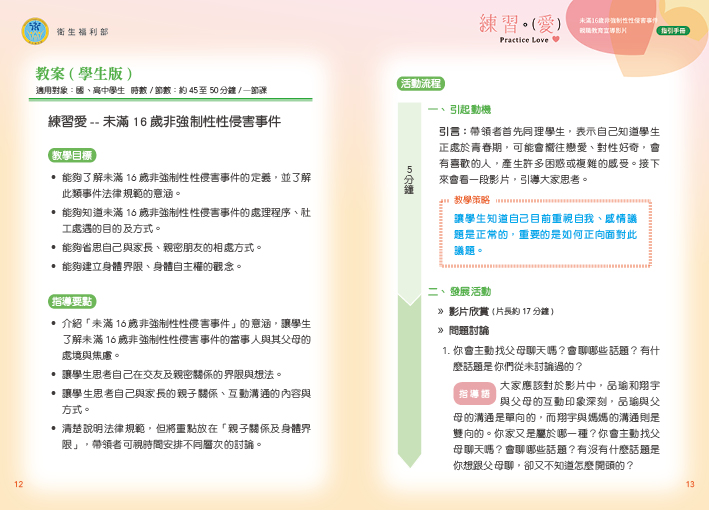 衛生福利部
教案（學生版）
適用對象：國、高中學生　時數 / 節數：約 45 至 50 分鐘 / 一節課
練習愛 -- 未滿 16 歲非強制性性侵害事件
教學目標
• 能夠了解未滿 16 歲非強制性性侵害事件的定義，並了解
此類事件法律規範的意涵。
• 能夠知道未滿 16 歲非強制性性侵害事件的處理程序、社
工處遇的目的及方式。
• 能夠省思自己與家長、親密朋友的相處方式。
• 能夠建立身體界限、身體自主權的觀念。
指導要點
• 介紹「未滿 16 歲非強制性性侵害事件」的意涵，讓學生
了解未滿 16 歲非強制性性侵害事件的當事人與其父母的
處境與焦慮。
• 讓學生思考自己在交友及親密關係的界限與想法。
• 讓學生思考自己與家長的親子關係、互動溝通的內容與
方式。
• 清楚說明法律規範，但將重點放在「親子關係及身體界
限」，帶領者可視時間安排不同層次的討論。
12
練習。(愛)
Practice Love
未滿16歲非強制性性侵害事件
親職教育宣導影片
指引手冊
活動流程
5分鐘
一、引起動機
引言：帶領者首先同理學生，表示自己知道學生
正處於青春期，可能會嚮往戀愛、對性好奇，會
有喜歡的人，產生許多困惑或複雜的感受。接下
來會看一段影片，引導大家思考。
教學策略
讓學生知道自己目前重視自我、感情議
題是正常的，重要的是如何正向面對此
議題。
二、發展活動
» 影片欣賞 ( 片長約 17 分鐘 )
» 問題討論
1. 你會主動找父母聊天嗎？會聊哪些話題？有什
麼話題是你們從未討論過的？
指導語
大家應該對於影片中，品瑜和翔宇
與父母的互動印象深刻，品瑜與父
母的溝通是單向的，而翔宇與媽媽的溝通則是
雙向的。你家又是屬於哪一種？你會主動找父
母聊天嗎？會聊哪些話題？有沒有什麼話題是
你想跟父母聊，卻又不知道怎麼開頭的？
13